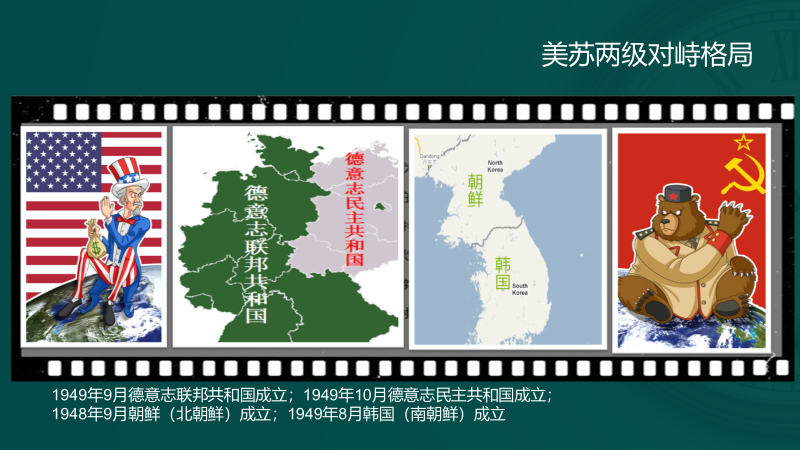 美苏两级对峙格局
德意志联邦共和国
德意志民主共和国
Dandong
North
Korea
朝鲜
韩国
South
Korea
1949年9月德意志联邦共和国成立；1949年10月德意志民主共和国成立；
1948年9月朝鲜（北朝鲜）成立；1949年8月韩国（南朝鲜）成立